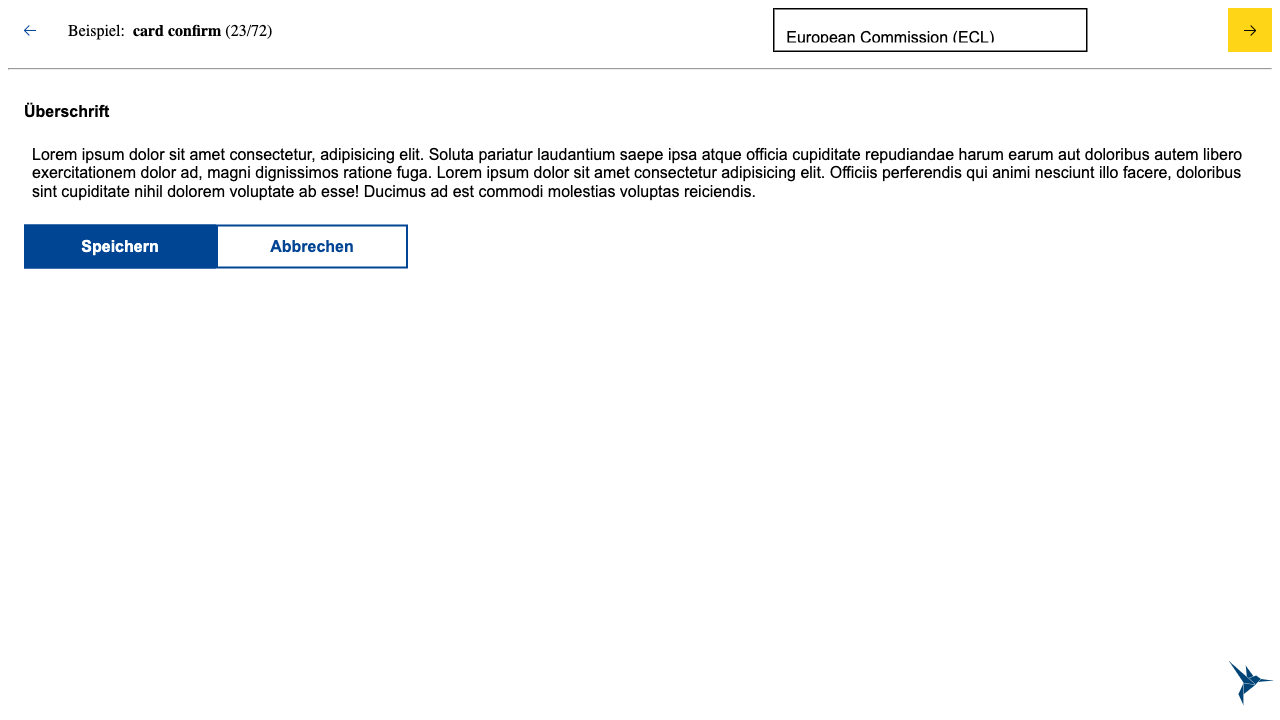 Beispiel: card confirm (23/72)
European Commission (ECL)
Überschrift
Lorem ipsum dolor sit amet consectetur, adipisicing elit. Soluta pariatur laudantium saepe ipsa atque officia cupiditate repudiandae harum earum aut doloribus autem libero
exercitationem dolor ad, magni dignissimos ratione fuga. Lorem ipsum dolor sit amet consectetur adipisicing elit. Officiis perferendis qui animi nesciunt illo facere, doloribus
sint cupiditate nihil dolorem voluptate ab esse! Ducimus ad est commodi molestias voluptas reiciendis.
Speichern
Abbrechen